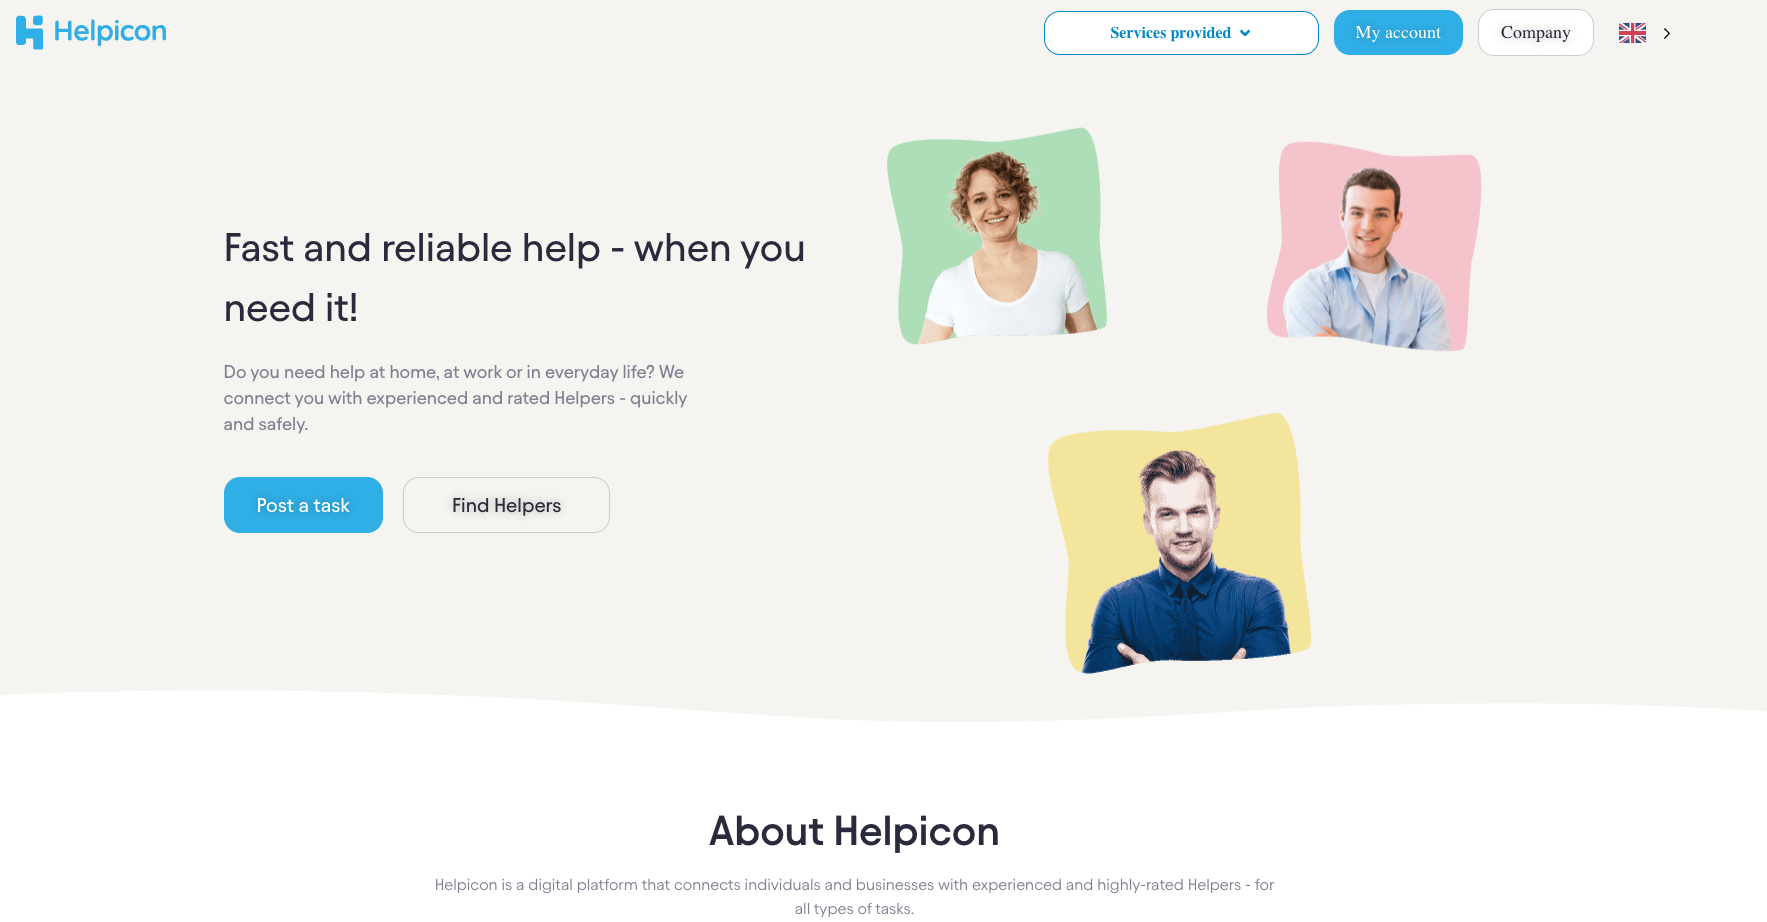 Helpicon
Services provided
My account
Company
Fast and reliable help - when you
need it!
Do you need help at home, at work or in everyday life? We
connect you with experienced and rated Helpers - quickly
and safely.
Post a task
Find Helpers
About Helpicon
Helpicon is a digital platform that connects individuals and businesses with experienced and highly-rated Helpers - for
all types of tasks.